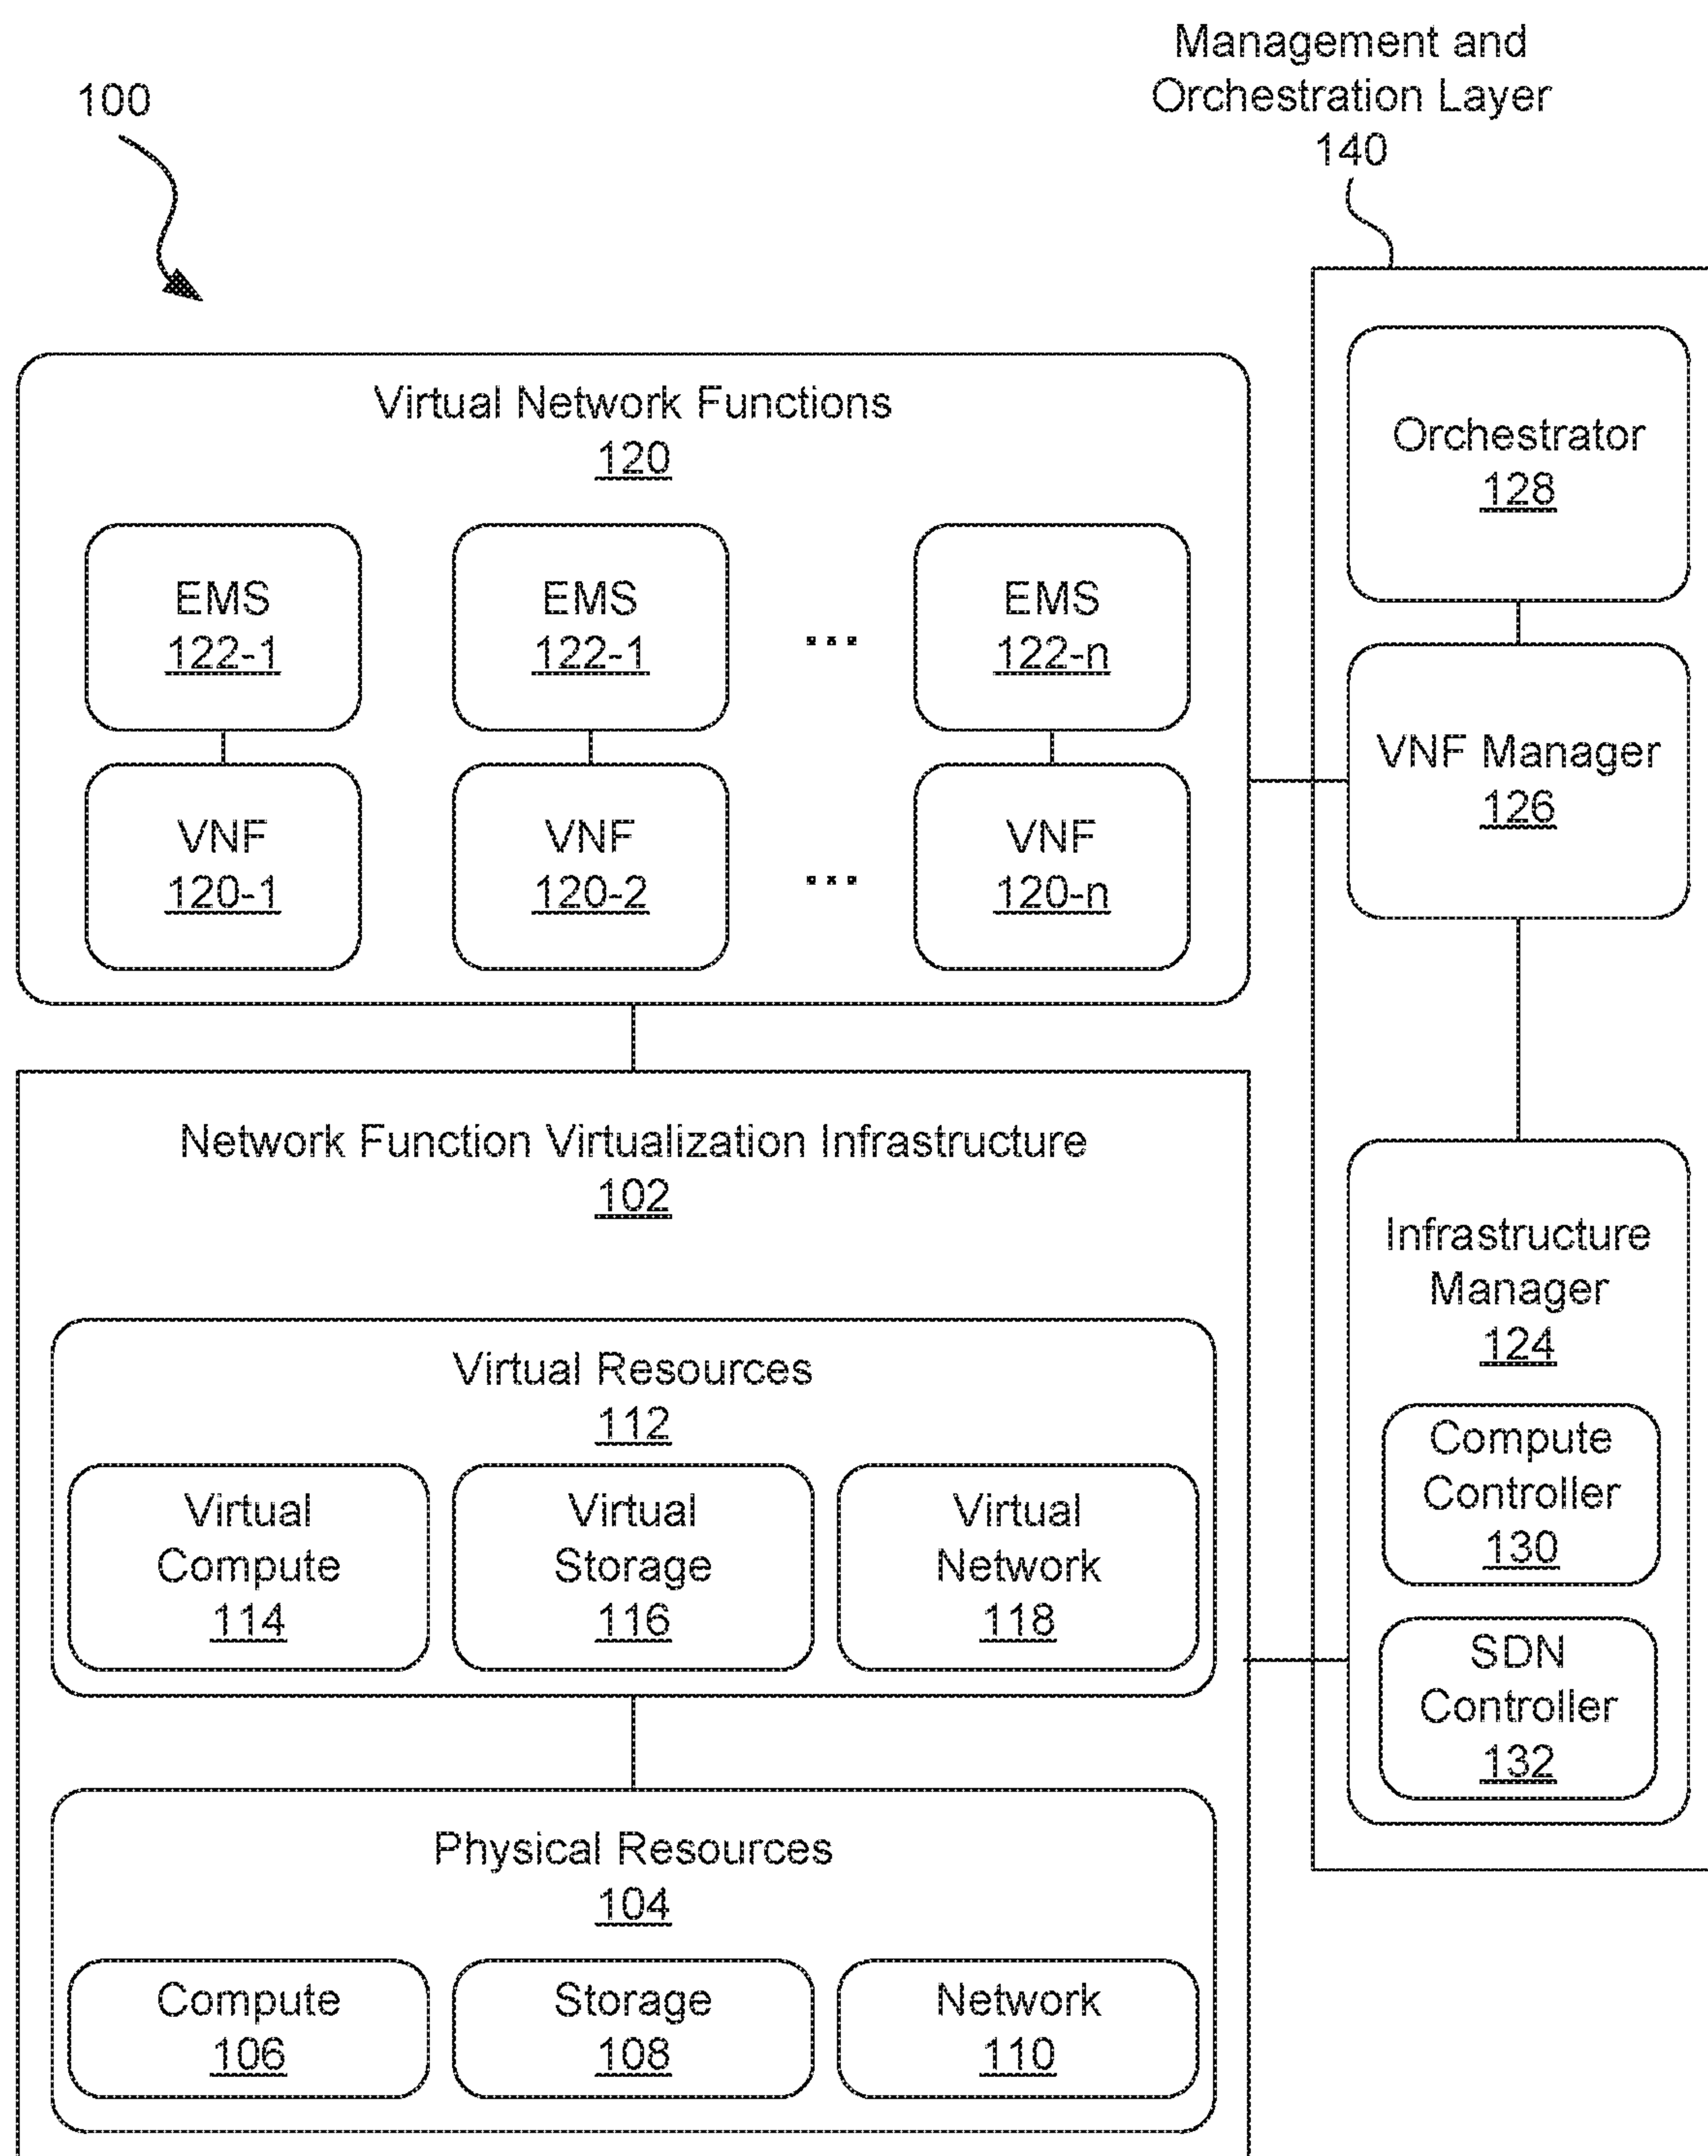 100
Management and
Orchestration Layer
140
Virtual Network Functions
120
EMS
122-1
EMS
122-1
...
EMS
122-n
VNF
120-1
VNF
120-2
...
VNF
120-n
Orchestrator
128
VNF Manager
126
Network Function Virtualization Infrastructure
102
Virtual Resources
112
Virtual
Compute
114
Virtual
Storage
116
Virtual
Network
118
Physical Resources
104
Compute
106
Storage
108
Network
110
Infrastructure
Manager
124
Compute
Controller
130
SDN
Controller
132